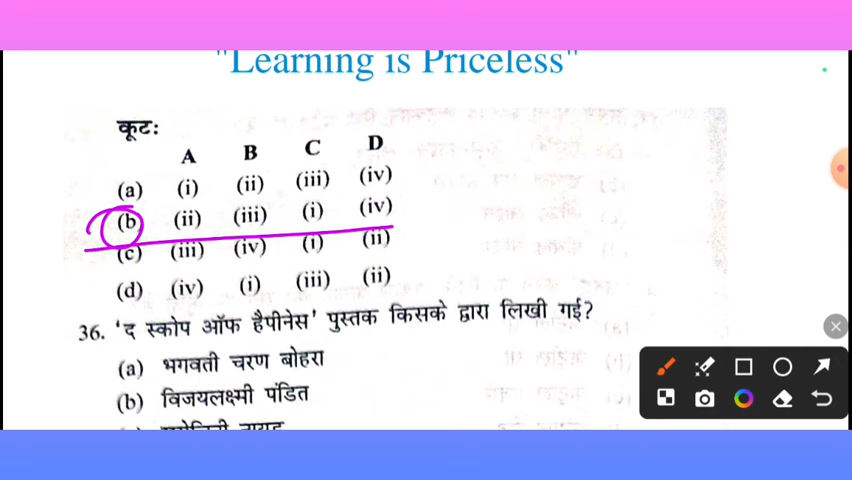 "Learning is Priceless"
कूटः
A B C D
(a) (i) (ii) (iii) (iv)
(b) (ii) (iii) (i) (iv)
(c) (iii) (iv) (i) (ii)
(d) (iv) (i) (iii) (ii)
36. 'द स्कोप ऑफ हैपीनेस' पुस्तक किसके द्वारा लिखी गई?
(a) भगवती चरण बोहरा
(b) विजयलक्ष्मी पंडित